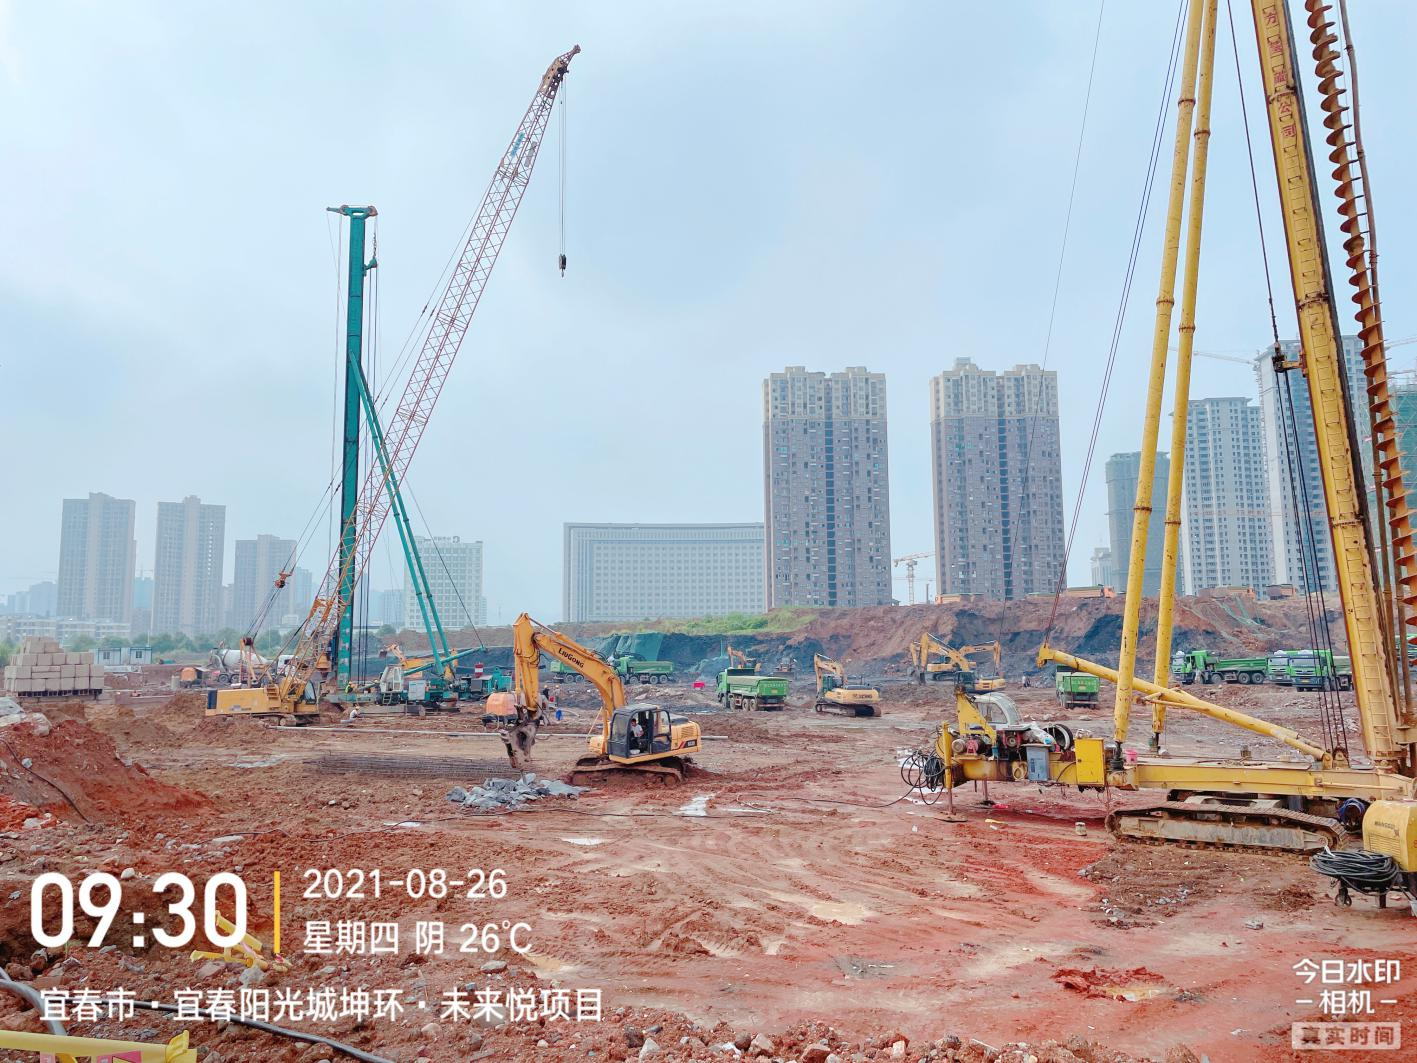 LIUGONG
09:30
2021-08-26
星期四 阴 26℃
宜春市·宜春阳光城坤环·未来悦项目
今日水印
-相机-
真实时间